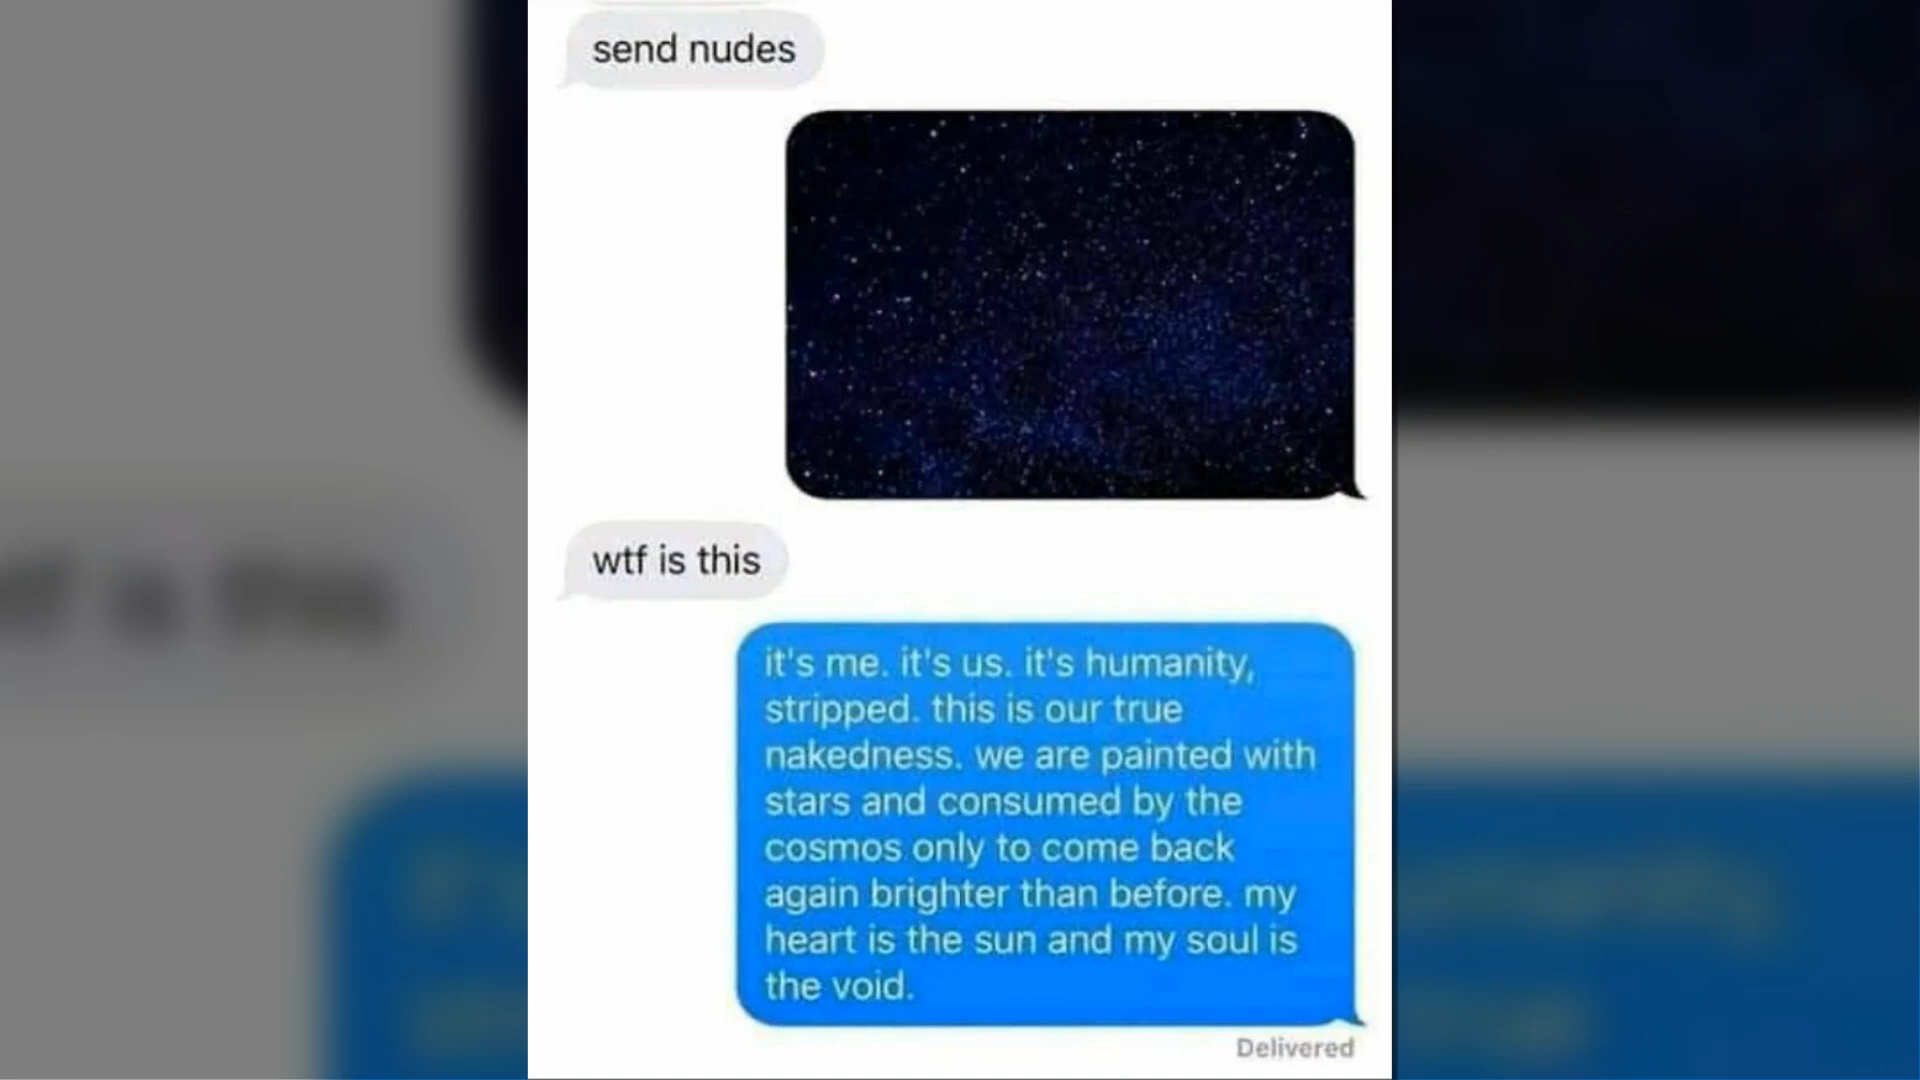 send nudes
wtf is this
it's me. it's us. it's humanity,
stripped. this is our true
nakedness. we are painted with
stars and consumed by the
cosmos only to come back
again brighter than before. my
heart is the sun and my soul is
the void.
Delivered